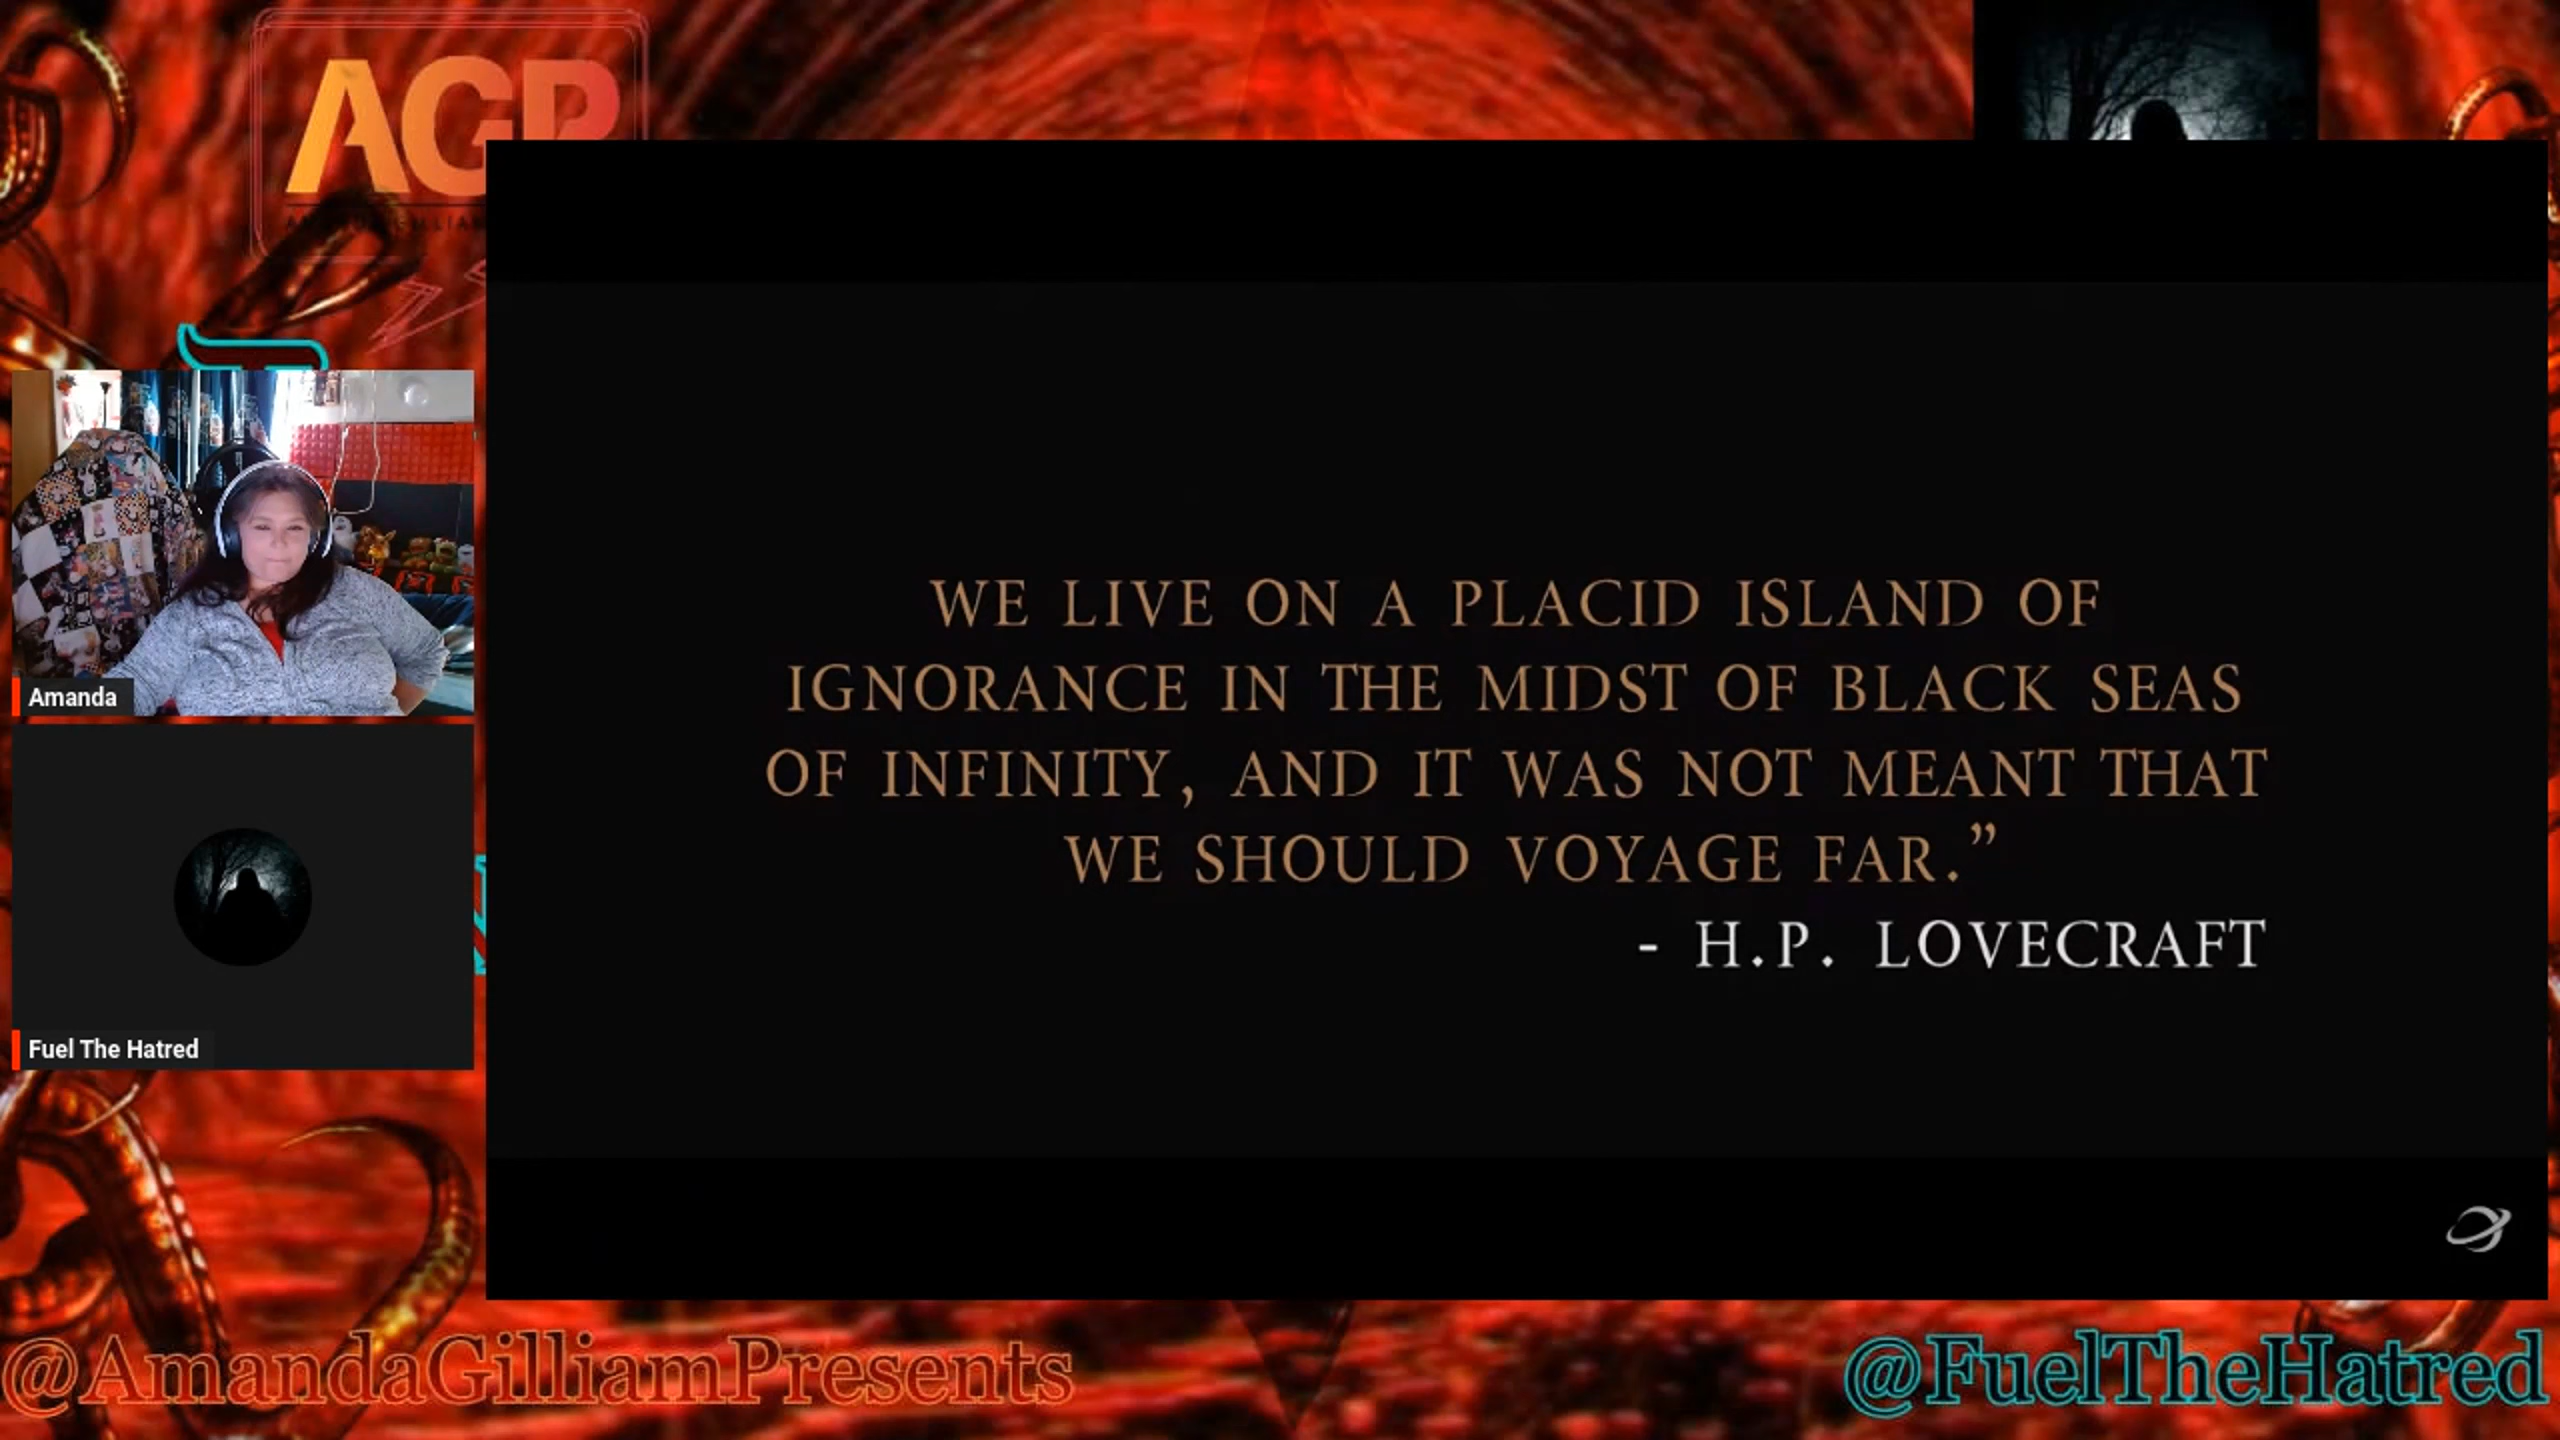 AGP
WE LIVE ON A PLACID ISLAND OF
IGNORANCE IN THE MIDST OF BLACK SEAS
OF INFINITY, AND IT WAS NOT MEANT THAT
WE SHOULD VOYAGE FAR.”
- H.P. LOVECRAFT
Amanda
Fuel The Hatred
@AmandaGilliamPresents
@FuelTheHatred